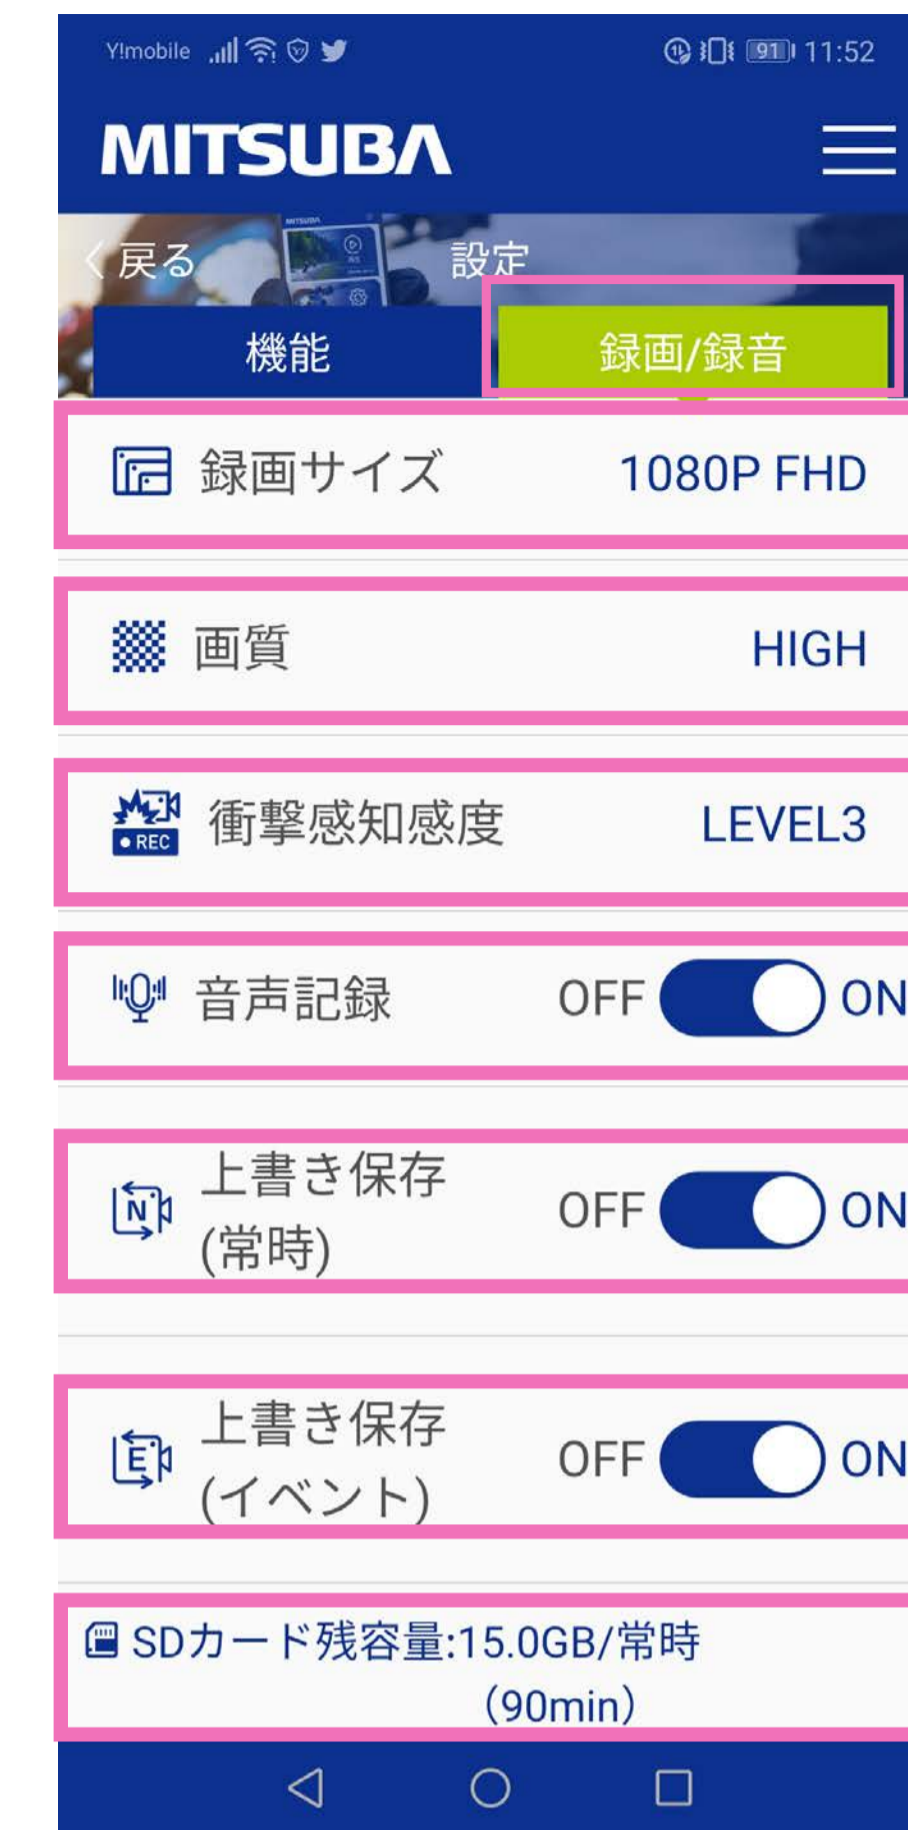 Y!mobile 91 11:52
MITSUBA
戻る 設定
機能 録画/録音
録画サイズ 1080P FHD
画質 HIGH
REC 衝撃感知感度 LEVEL3
音声記録 OFF ON
上書き保存
N (常時) OFF ON
上書き保存
E (イベント) OFF ON
SDカード残容量:15.0GB/常時
(90min)